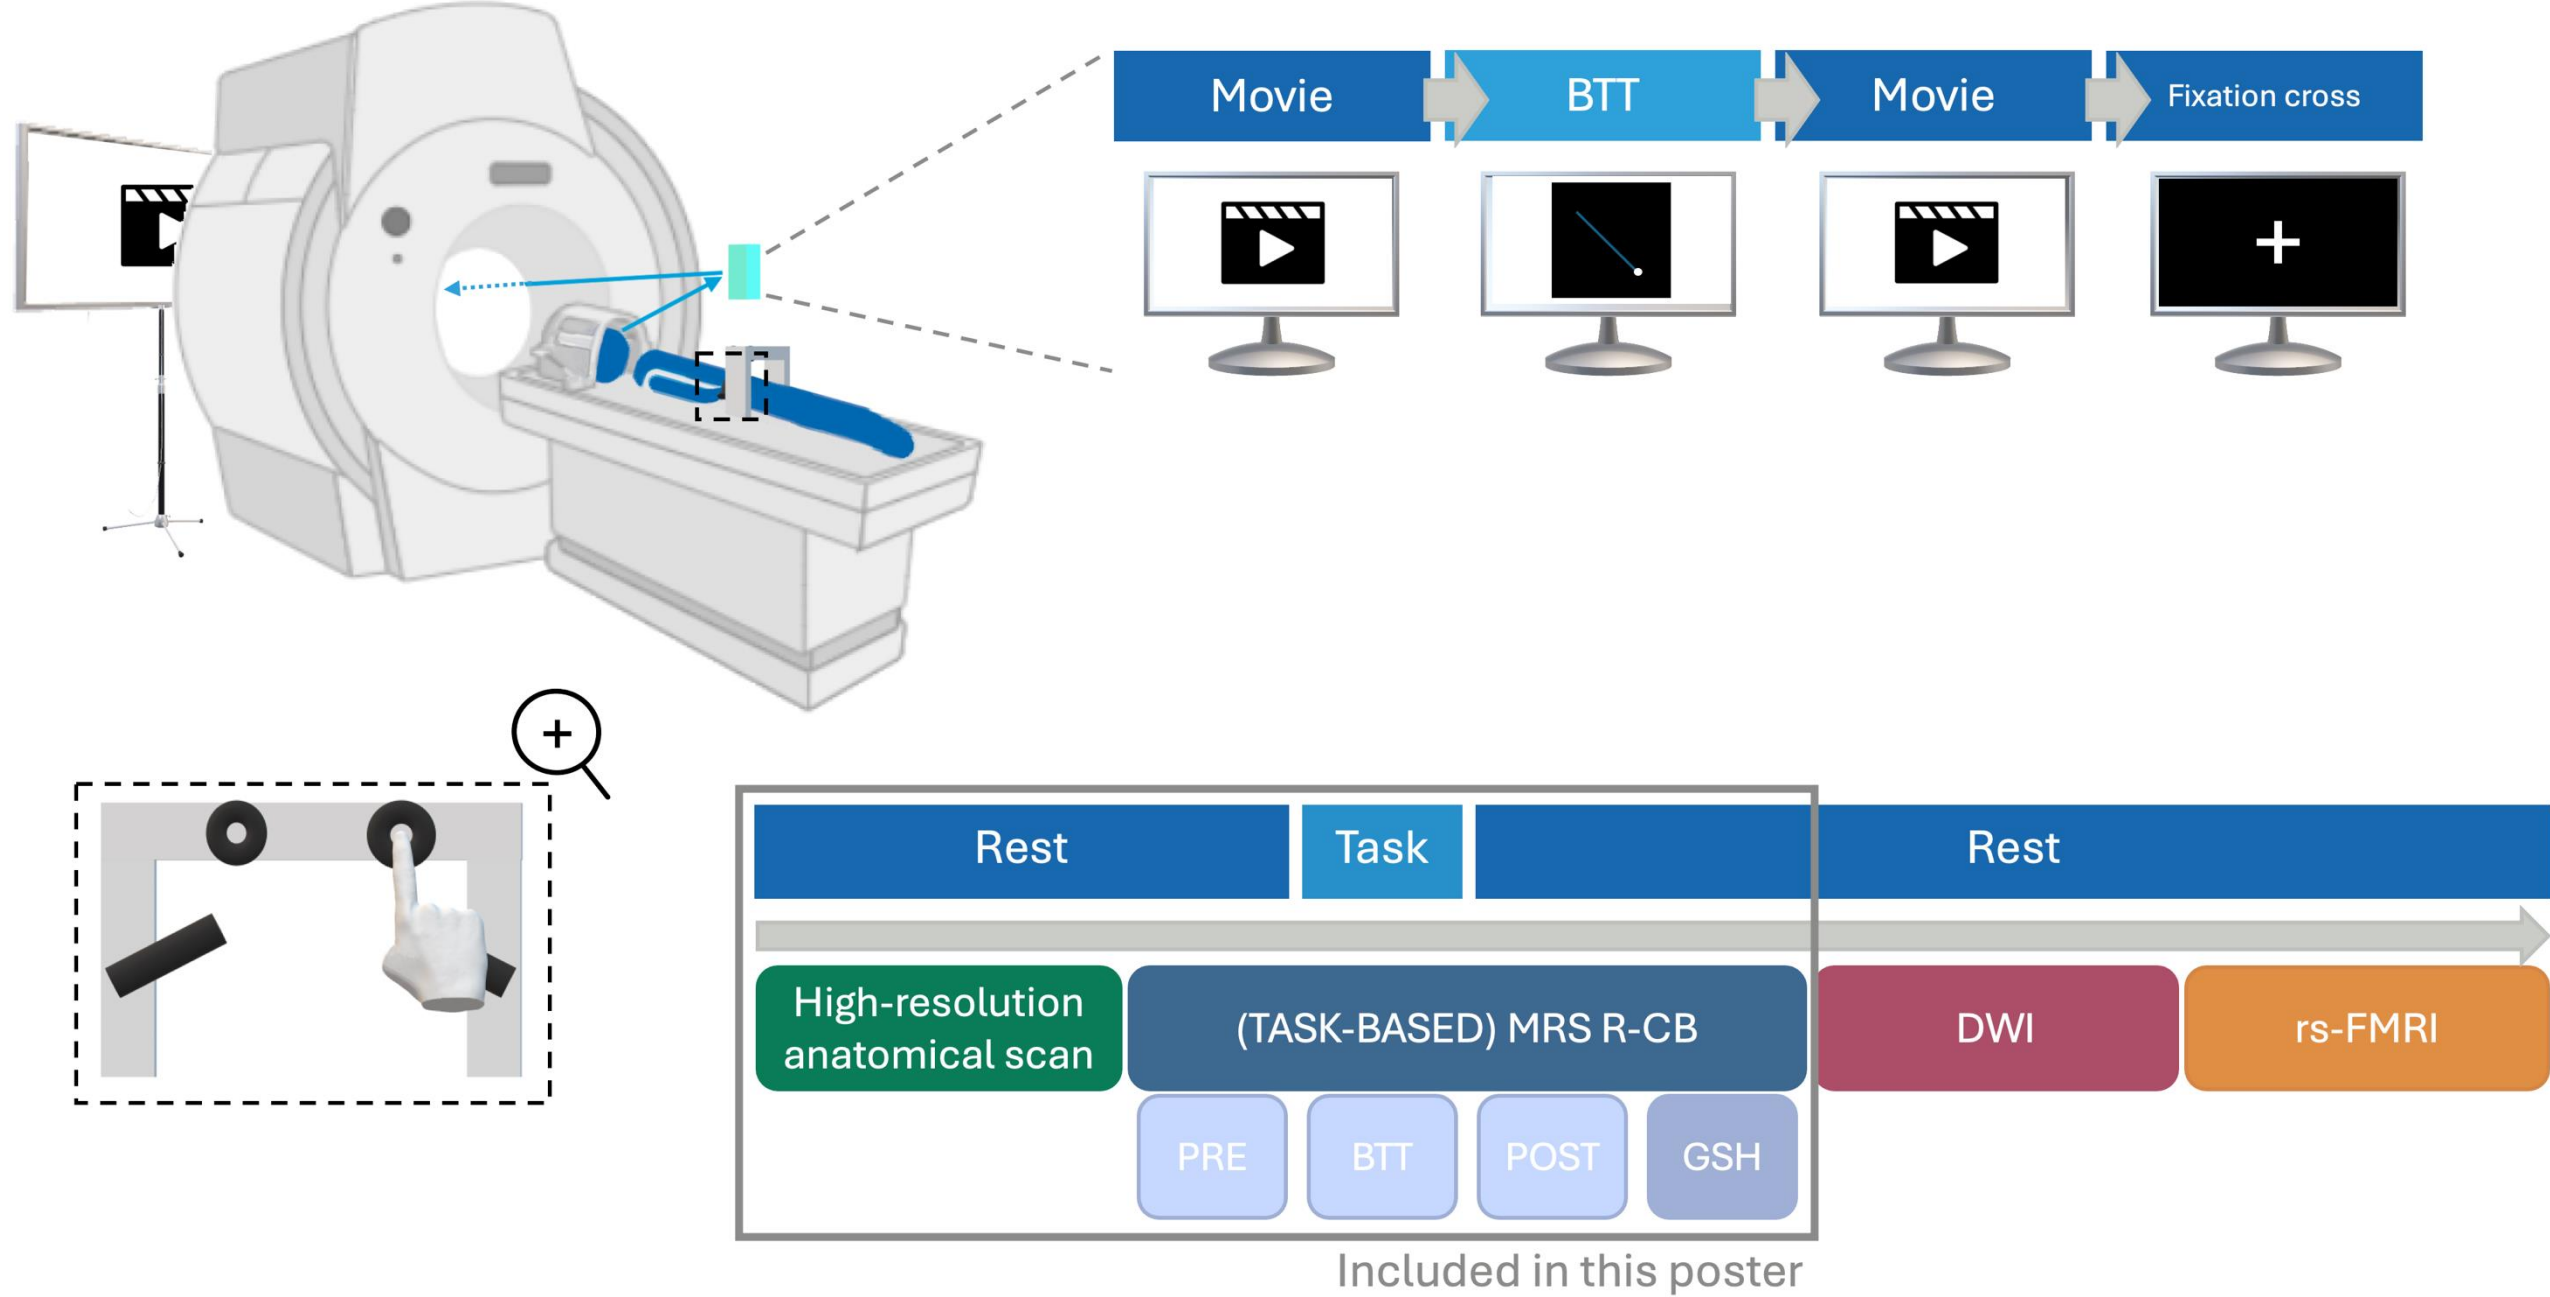 Movie
BTT
Movie
Fixation cross
Rest
Task
Rest
High-resolution
anatomical scan
(TASK-BASED) MRS R-CB
DWI
rs-FMRI
PRE
BTT
POST
GSH
Included in this poster